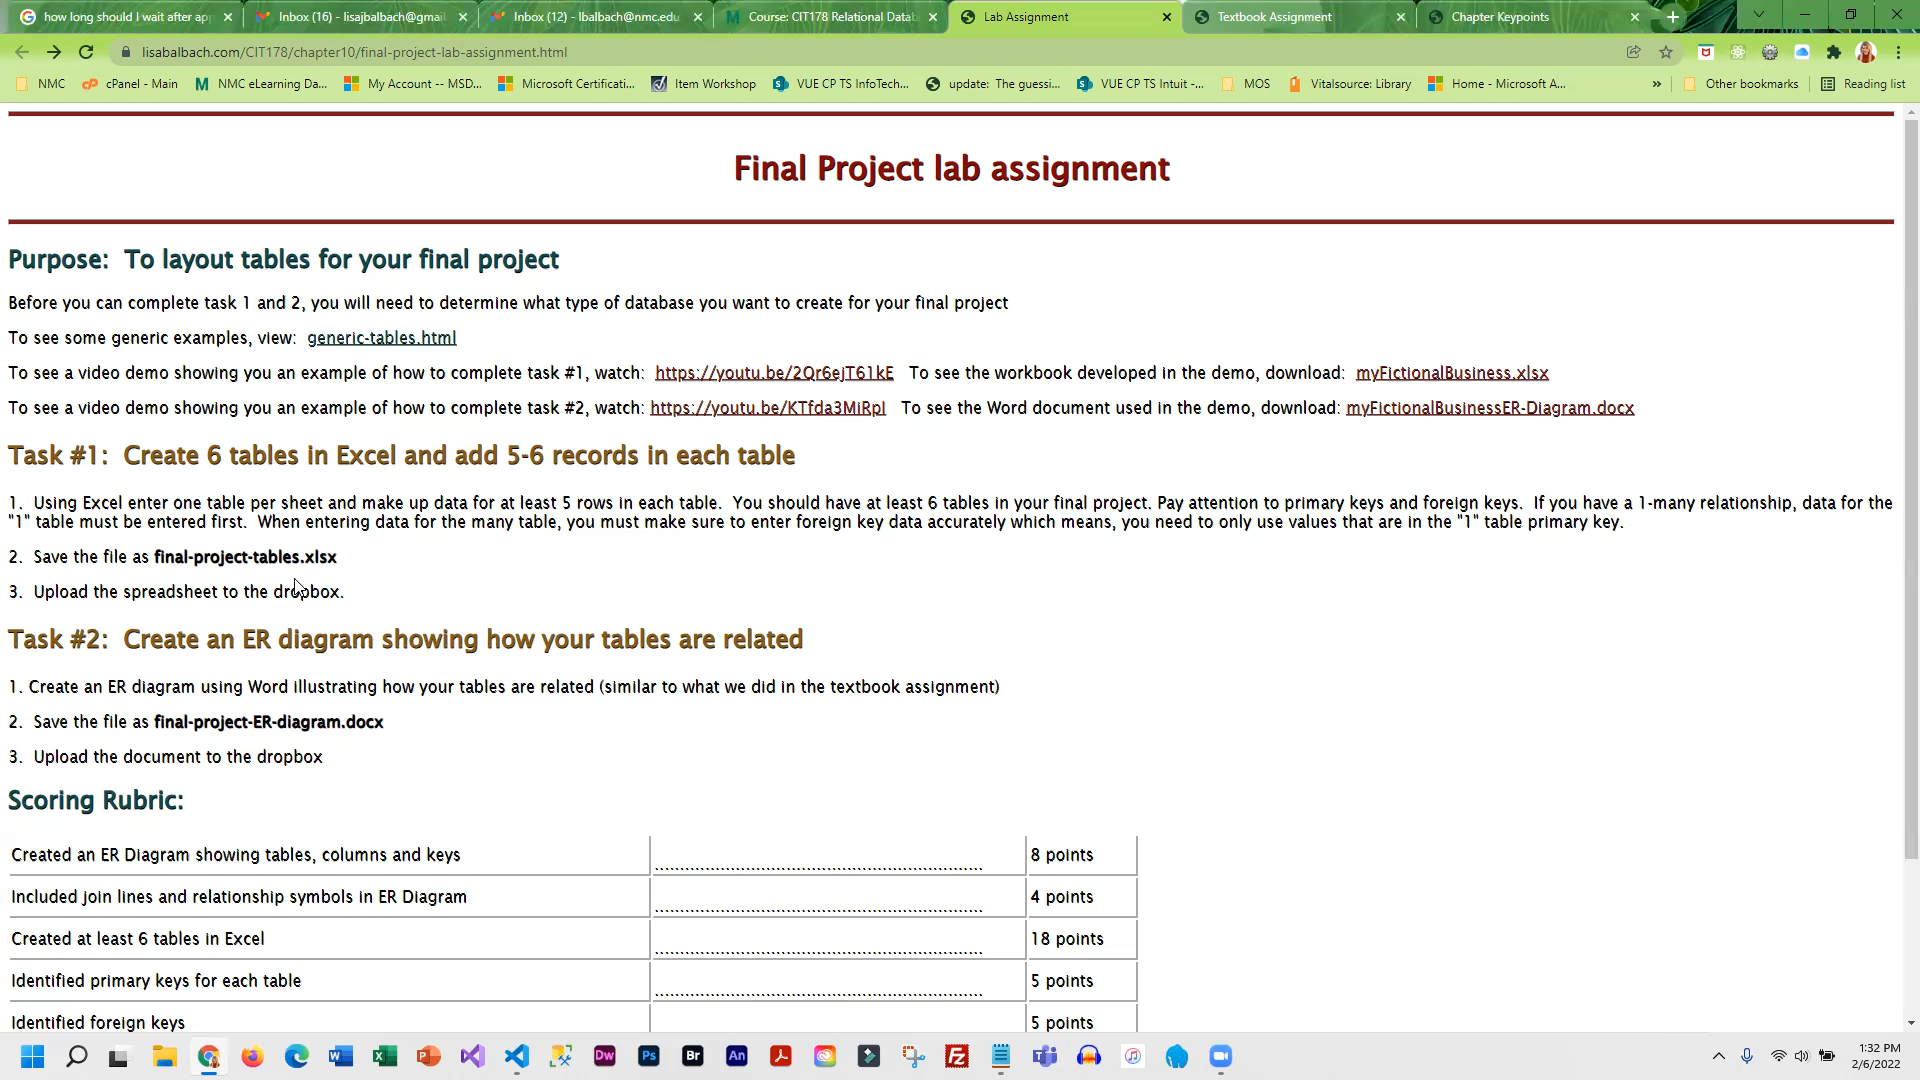 how long should I wait after ap
Inbox (16) - lisajbalbach@gmail
Inbox (12) - lbalbach@nmc.edu
Course: CIT178 Relational Datab
Lab Assignment
Textbook Assignment
Chapter Keypoints
lisabalbach.com/CIT178/chapter10/final-project-lab-assignment.html
NMC
cPanel - Main
NMC eLearning Da...
My Account -- MSD...
Microsoft Certificati...
Item Workshop
VUE CP TS InfoTech...
update: The guessi...
VUE CP TS Intuit -...
MOS
Vitalsource: Library
Home - Microsoft A...
»
Other bookmarks
Reading list
Final Project lab assignment
Purpose: To layout tables for your final project
Before you can complete task 1 and 2, you will need to determine what type of database you want to create for your final project
To see some generic examples, view: generic-tables.html
To see a video demo showing you an example of how to complete task #1, watch: https://youtu.be/2Qr6ejT61kE To see the workbook developed in the demo, download: myFictionalBusiness.xlsx
To see a video demo showing you an example of how to complete task #2, watch: https://youtu.be/KTfda3MiRpI To see the Word document used in the demo, download: myFictionalBusinessER-Diagram.docx
Task #1: Create 6 tables in Excel and add 5-6 records in each table
1. Using Excel enter one table per sheet and make up data for at least 5 rows in each table. You should have at least 6 tables in your final project. Pay attention to primary keys and foreign keys. If you have a 1-many relationship, data for the
"1" table must be entered first. When entering data for the many table, you must make sure to enter foreign key data accurately which means, you need to only use values that are in the "1" table primary key.
2. Save the file as final-project-tables.xlsx
3. Upload the spreadsheet to the dropbox.
Task #2: Create an ER diagram showing how your tables are related
1. Create an ER diagram using Word illustrating how your tables are related (similar to what we did in the textbook assignment)
2. Save the file as final-project-ER-diagram.docx
3. Upload the document to the dropbox
Scoring Rubric:
Created an ER Diagram showing tables, columns and keys 8 points
Included join lines and relationship symbols in ER Diagram 4 points
Created at least 6 tables in Excel 18 points
Identified primary keys for each table 5 points
Identified foreign keys 5 points
Dw
Ps
Br
An
1:32 PM
2/6/2022